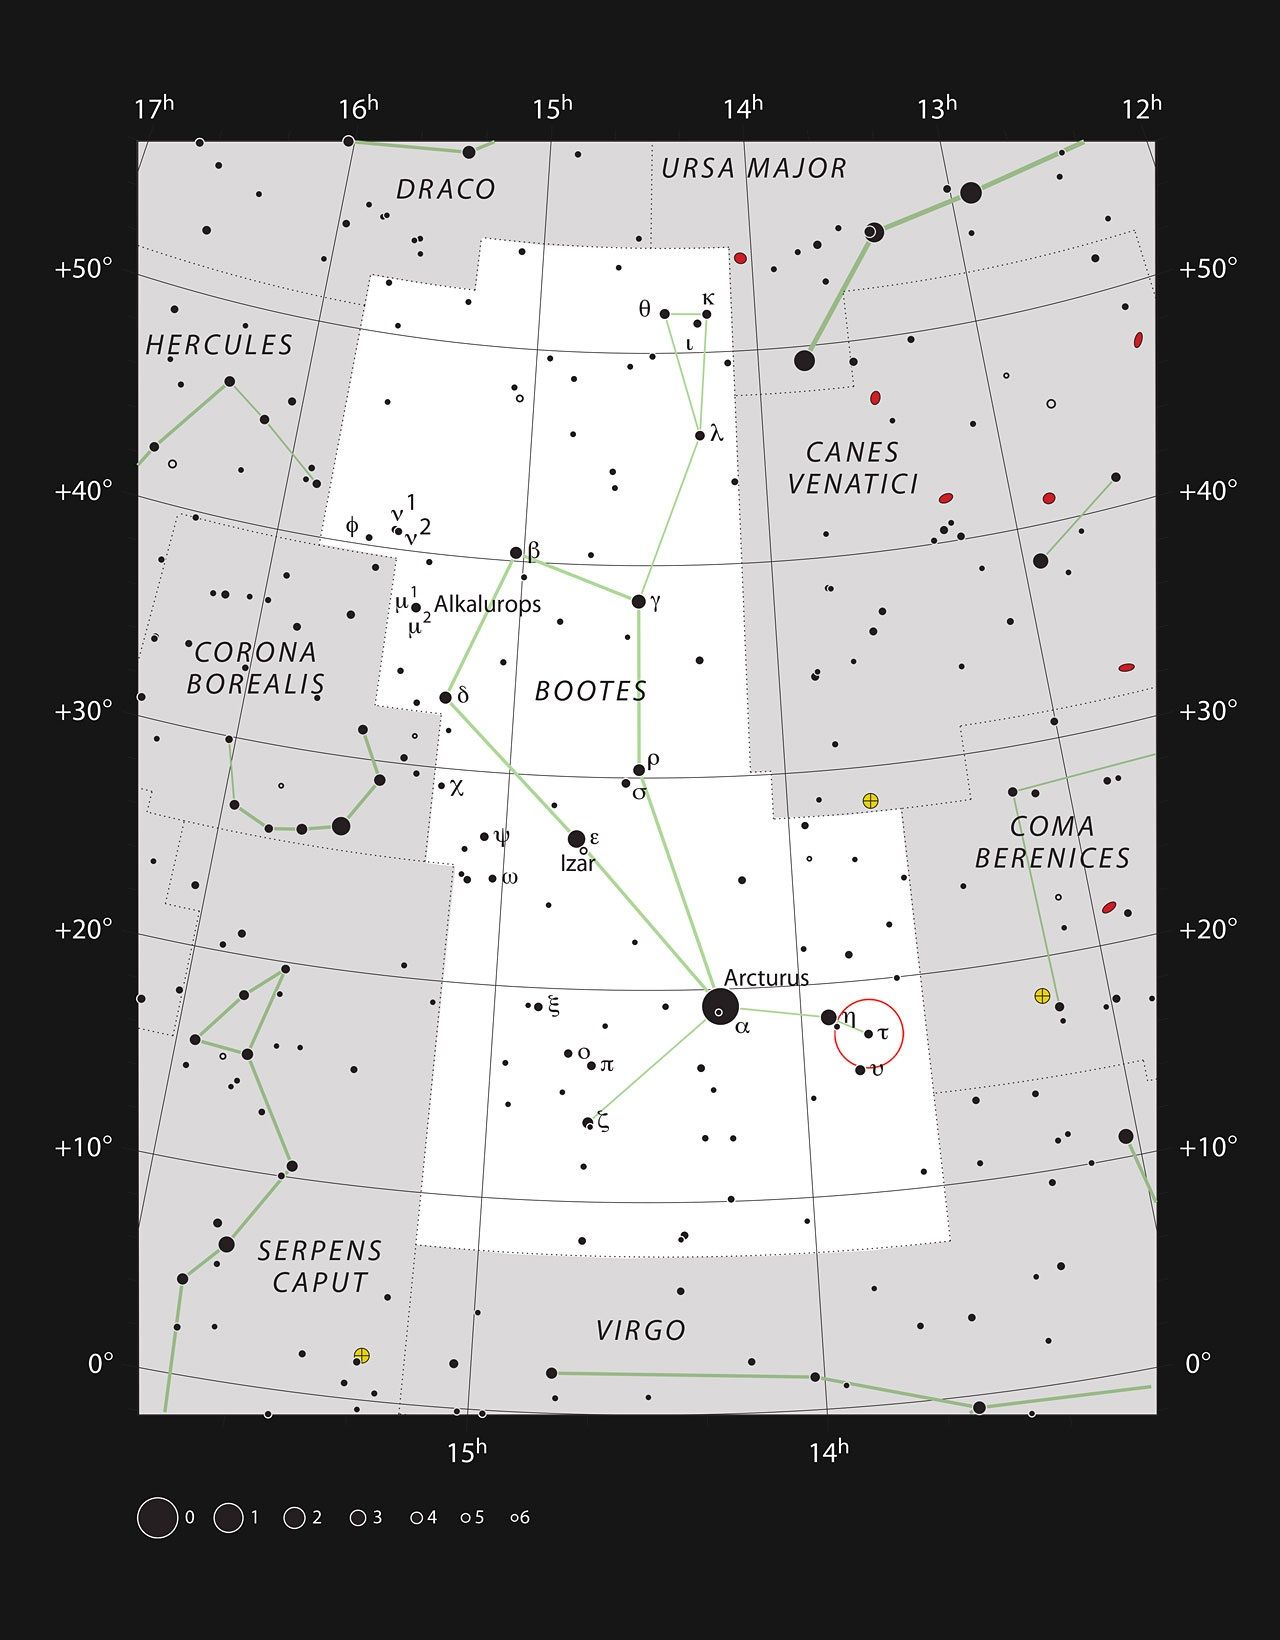 17h 16h 15h 14h 13h 12h
DRACO
URSA MAJOR
+50° +50°
θ κ
ι
HERCULES
λ
CANES
VENATICI
+40° +40°
ϕ ν1
ν2
β
μ1 Alkalurops
μ2
γ
CORONA
BOREALIS
δ
BOOTES
+30° +30°
ρ
χ σ
ψ ε
Izar
ω
COMA
BERENICES
+20° +20°
Arcturus
ξ α η τ
ο π υ
ζ
+10° +10°
SERPENS
CAPUT
VIRGO
0° 0°
15h 14h
0 1 2 3 4 5 6